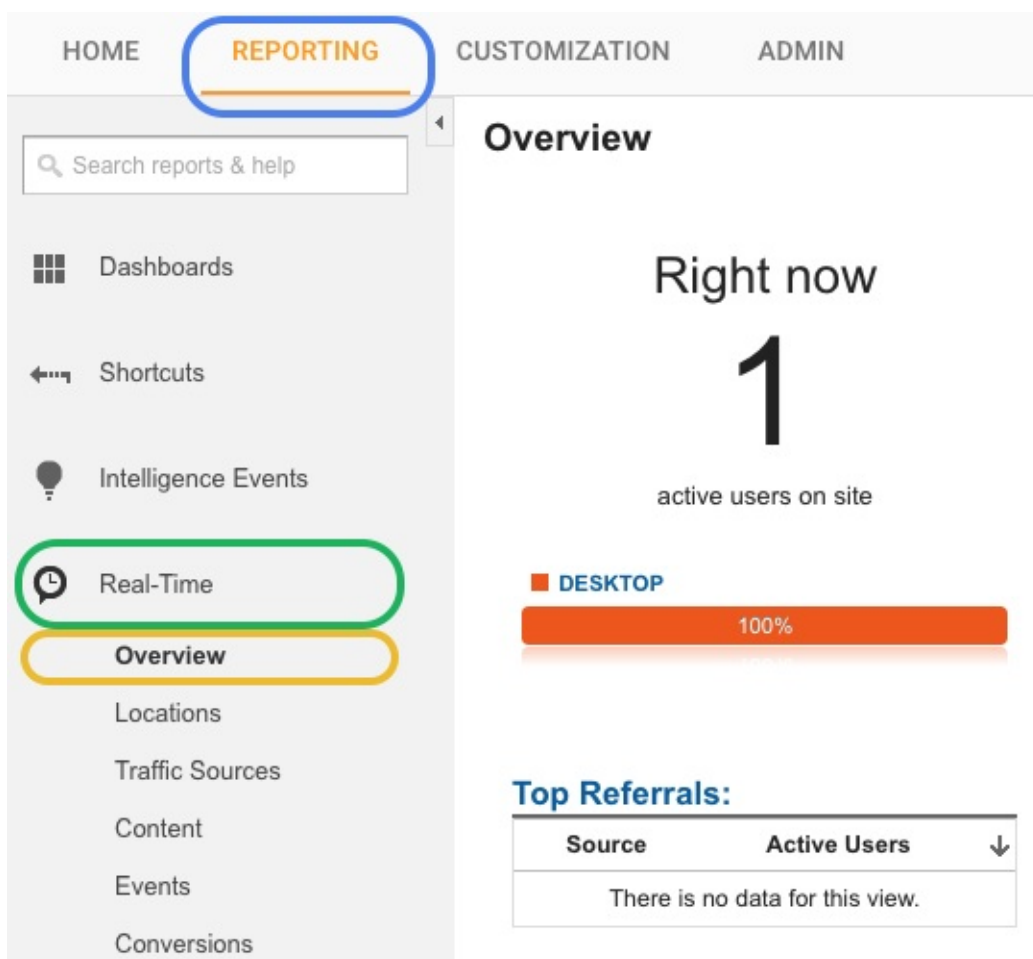 HOME REPORTING CUSTOMIZATION ADMIN
Search reports & help
Dashboards
Shortcuts
Intelligence Events
Real-Time
Overview
Locations
Traffic Sources
Content
Events
Conversions
Overview
Right now
1
active users on site
DESKTOP
100%
Top Referrals:
Source Active Users
There is no data for this view.